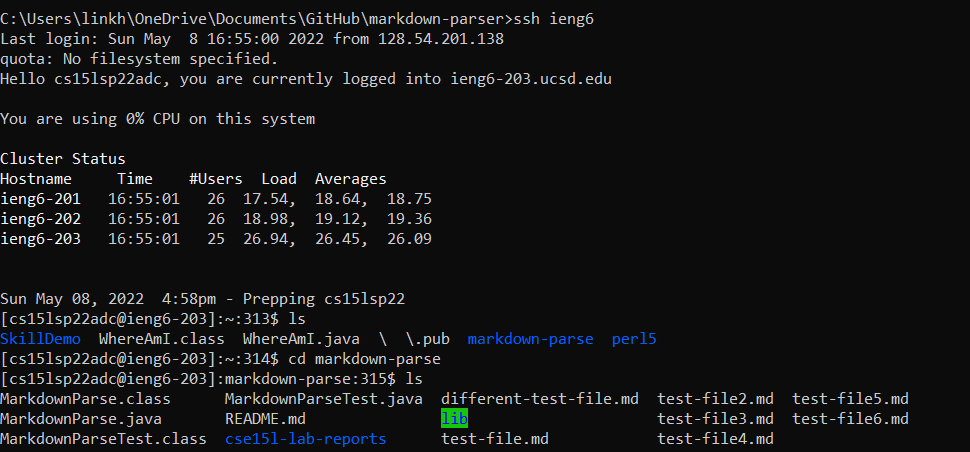 C:\Users\linkh\OneDrive\Documents\GitHub\markdown-parser>ssh ieng6
Last login: Sun May  8 16:55:00 2022 from 128.54.201.138
quota: No filesystem specified.
Hello cs15lsp22adc, you are currently logged into ieng6-203.ucsd.edu
You are using 0% CPU on this system
Cluster Status
Hostname     Time    #Users  Load  Averages
ieng6-201   16:55:01   26  17.54,  18.64,  18.75
ieng6-202   16:55:01   26  18.98,  19.12,  19.36
ieng6-203   16:55:01   25  26.94,  26.45,  26.09
Sun May 08, 2022  4:58pm - Prepping cs15lsp22
[cs15lsp22adc@ieng6-203]:~:313$ ls
SkillDemo  WhereAmI.class  WhereAmI.java  \  \.pub  markdown-parse  perl5
[cs15lsp22adc@ieng6-203]:~:314$ cd markdown-parse
[cs15lsp22adc@ieng6-203]:markdown-parse:315$ ls
MarkdownParse.class      MarkdownParseTest.java  different-test-file.md  test-file2.md  test-file5.md
MarkdownParse.java       README.md               lib                     test-file3.md  test-file6.md
MarkdownParseTest.class  cse15l-lab-reports      test-file.md            test-file4.md